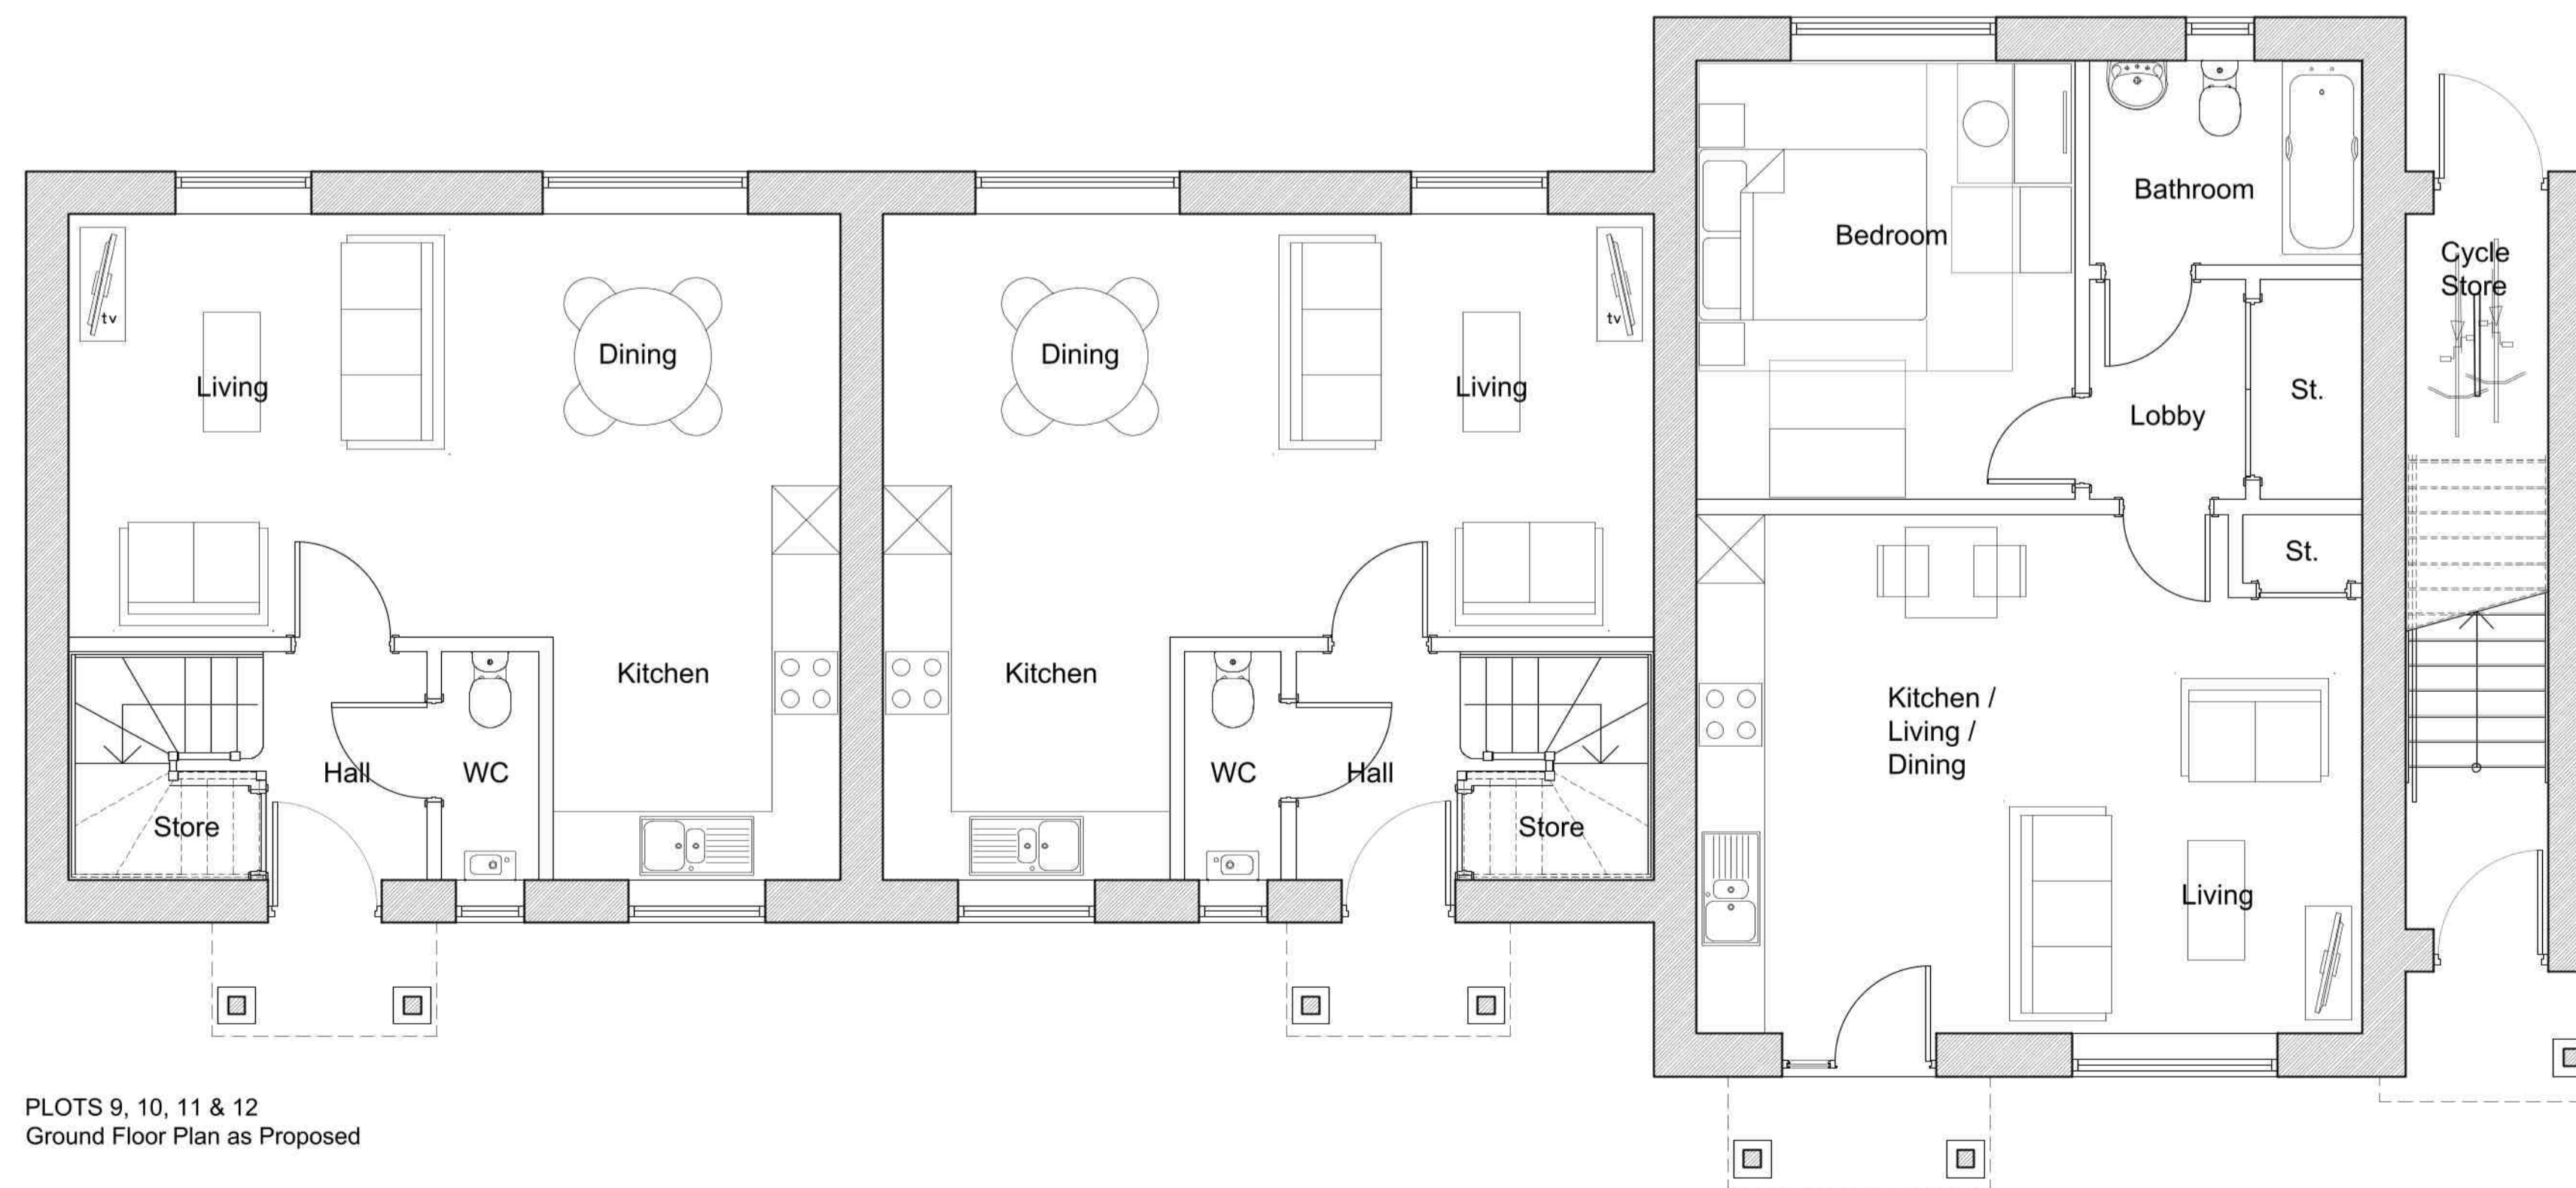 Bathroom
Bedroom
Cycle
Store
tv
Living
Dining
Dining
Living
tv
St.
Lobby
St.
Kitchen
Kitchen
Kitchen /
Living /
Dining
Hall
WC
WC
Hall
Store
Store
Living
PLOTS 9, 10, 11 & 12
Ground Floor Plan as Proposed